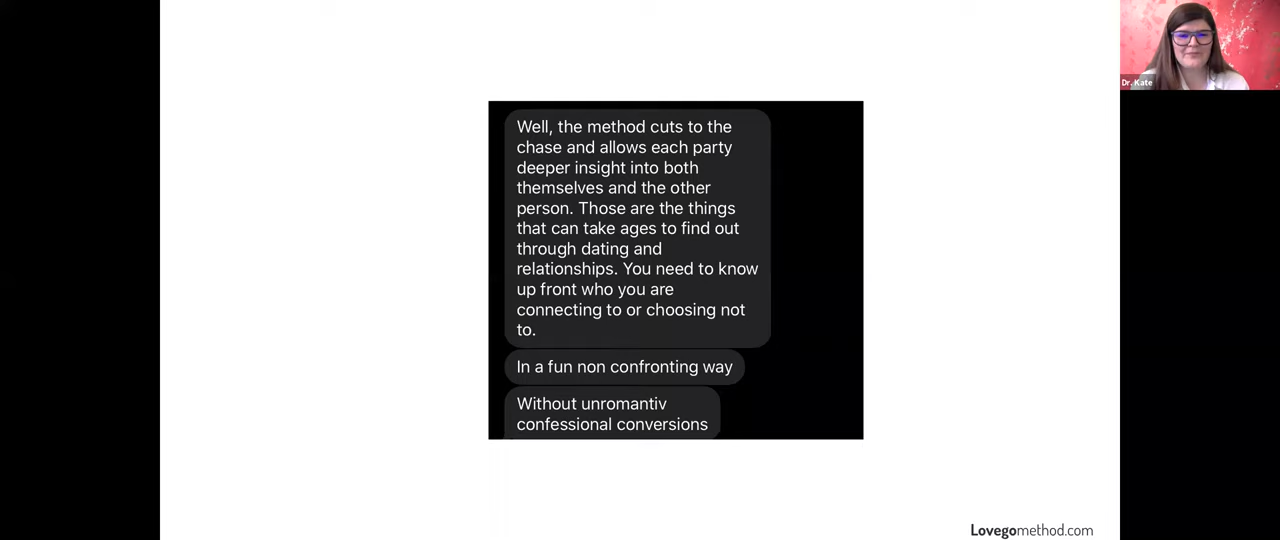 Well, the method cuts to the
chase and allows each party
deeper insight into both
themselves and the other
person. Those are the things
that can take ages to find out
through dating and
relationships. You need to know
up front who you are
connecting to or choosing not
to.
In a fun non confronting way
Without unromantiv
confessional conversions
Dr. Kate
Lovegomethod.com